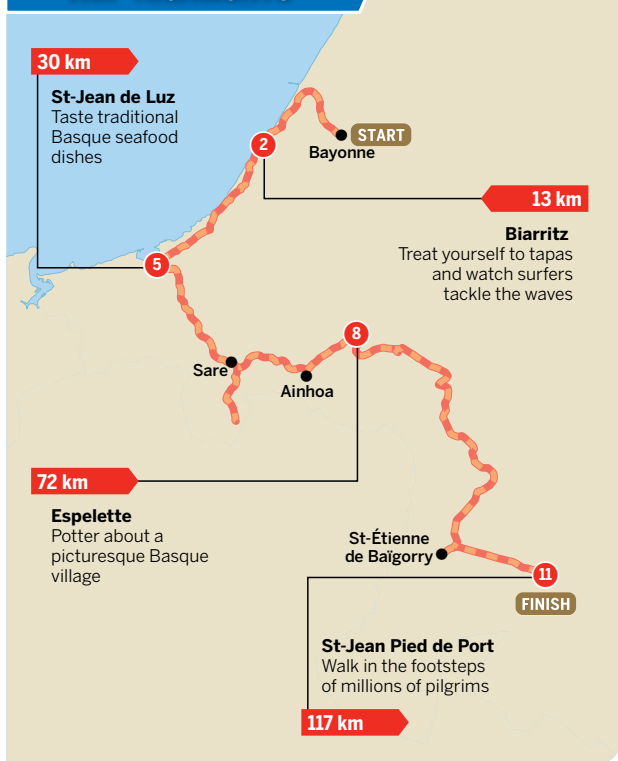 30 km
St-Jean de Luz
Taste traditional
Basque seafood
dishes
START
Bayonne
2
13 km
Biarritz
Treat yourself to tapas
and watch surfers
tackle the waves
5
8
Sare
Ainhoa
72 km
Espelette
Potter about a
picturesque Basque
village
St-Étienne
de Baïgorry
11
FINISH
St-Jean Pied de Port
Walk in the footsteps
of millions of pilgrims
117 km